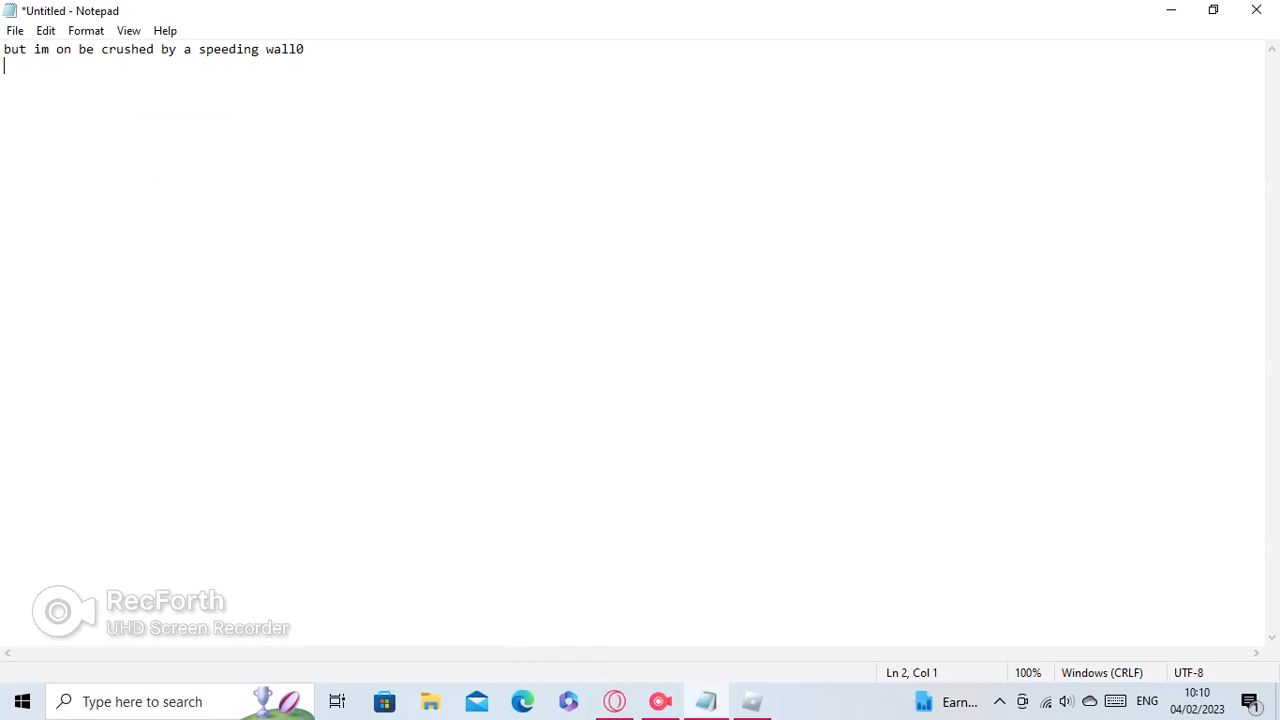 *Untitled - Notepad
File Edit Format View Help
but im on be crushed by a speeding wall0
RecForth
UHD Screen Recorder
Ln 2, Col 1 100% Windows (CRLF) UTF-8
Type here to search
Earn... ENG
10:10
04/02/2023
1